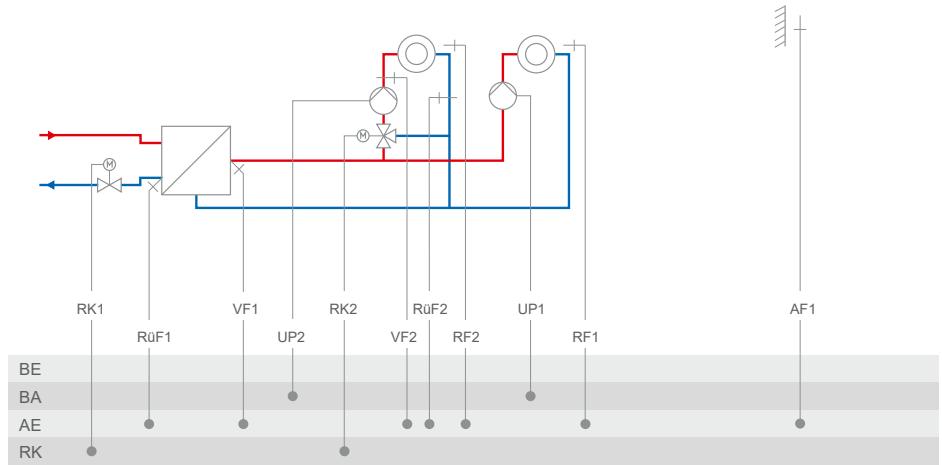 M
M
RK1 VF1 RK2 RüF2 UP1 AF1
RüF1 UP2 VF2 RF2 RF1
BE
BA
AE
RK